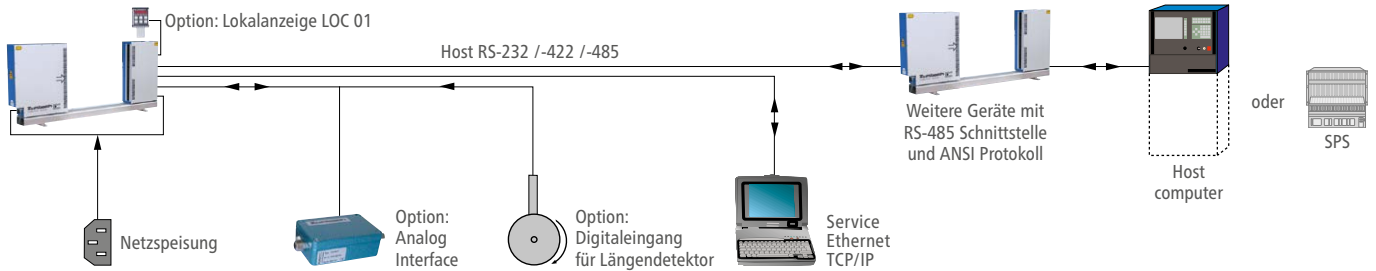 Option: Lokalanzeige LOC 01
Host RS-232 /-422 /-485
Weitere Geräte mit
RS-485 Schnittstelle
und ANSI Protokoll
oder
SPS
Host
computer
Netzspeisung
Option:
Analog
Interface
Option:
Digitaleingang
für Längendetektor
Service
Ethernet
TCP/IP